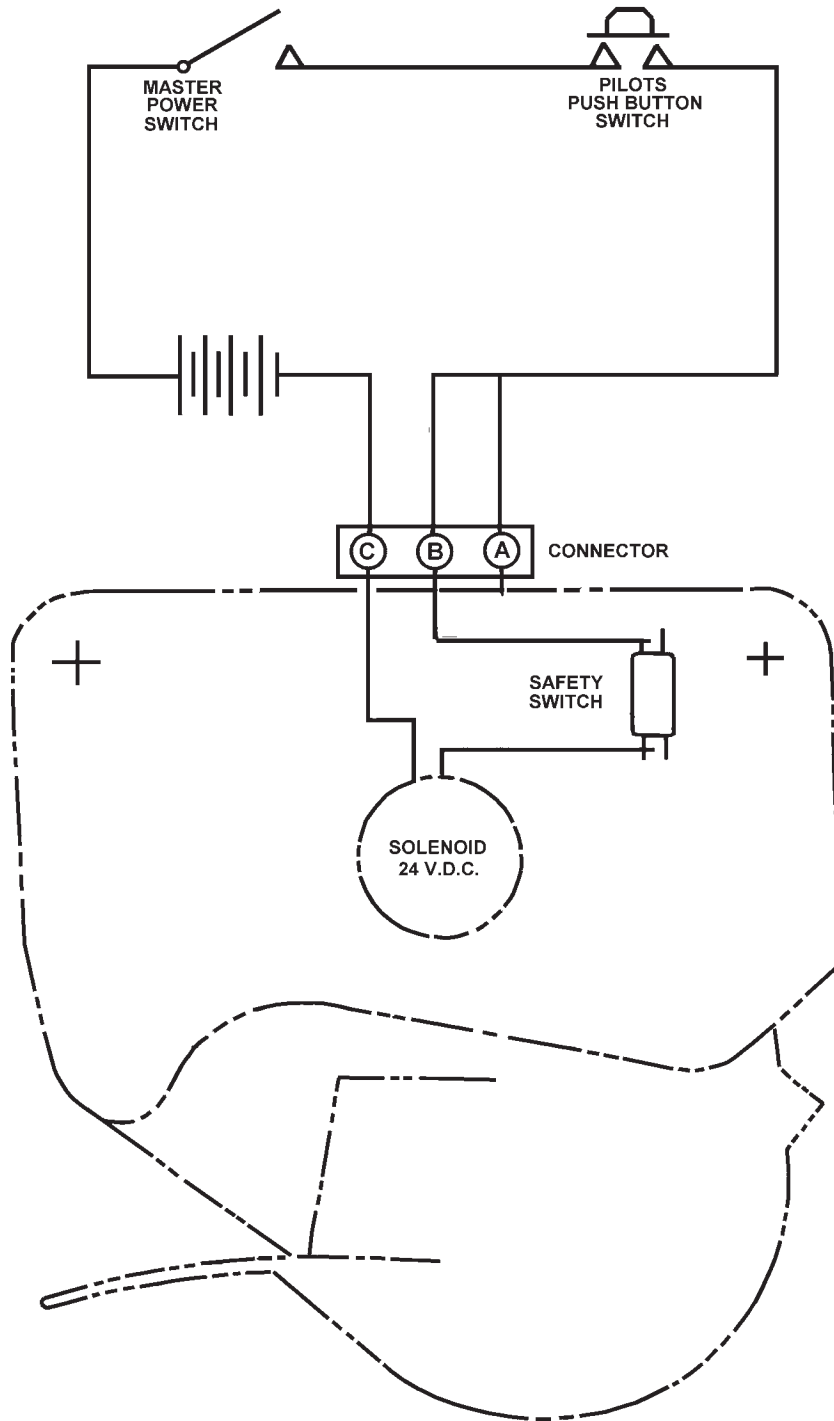 MASTER
POWER
SWITCH
PILOTS
PUSH BUTTON
SWITCH
C
B
A
CONNECTOR
SAFETY
SWITCH
SOLENOID
24 V.D.C.